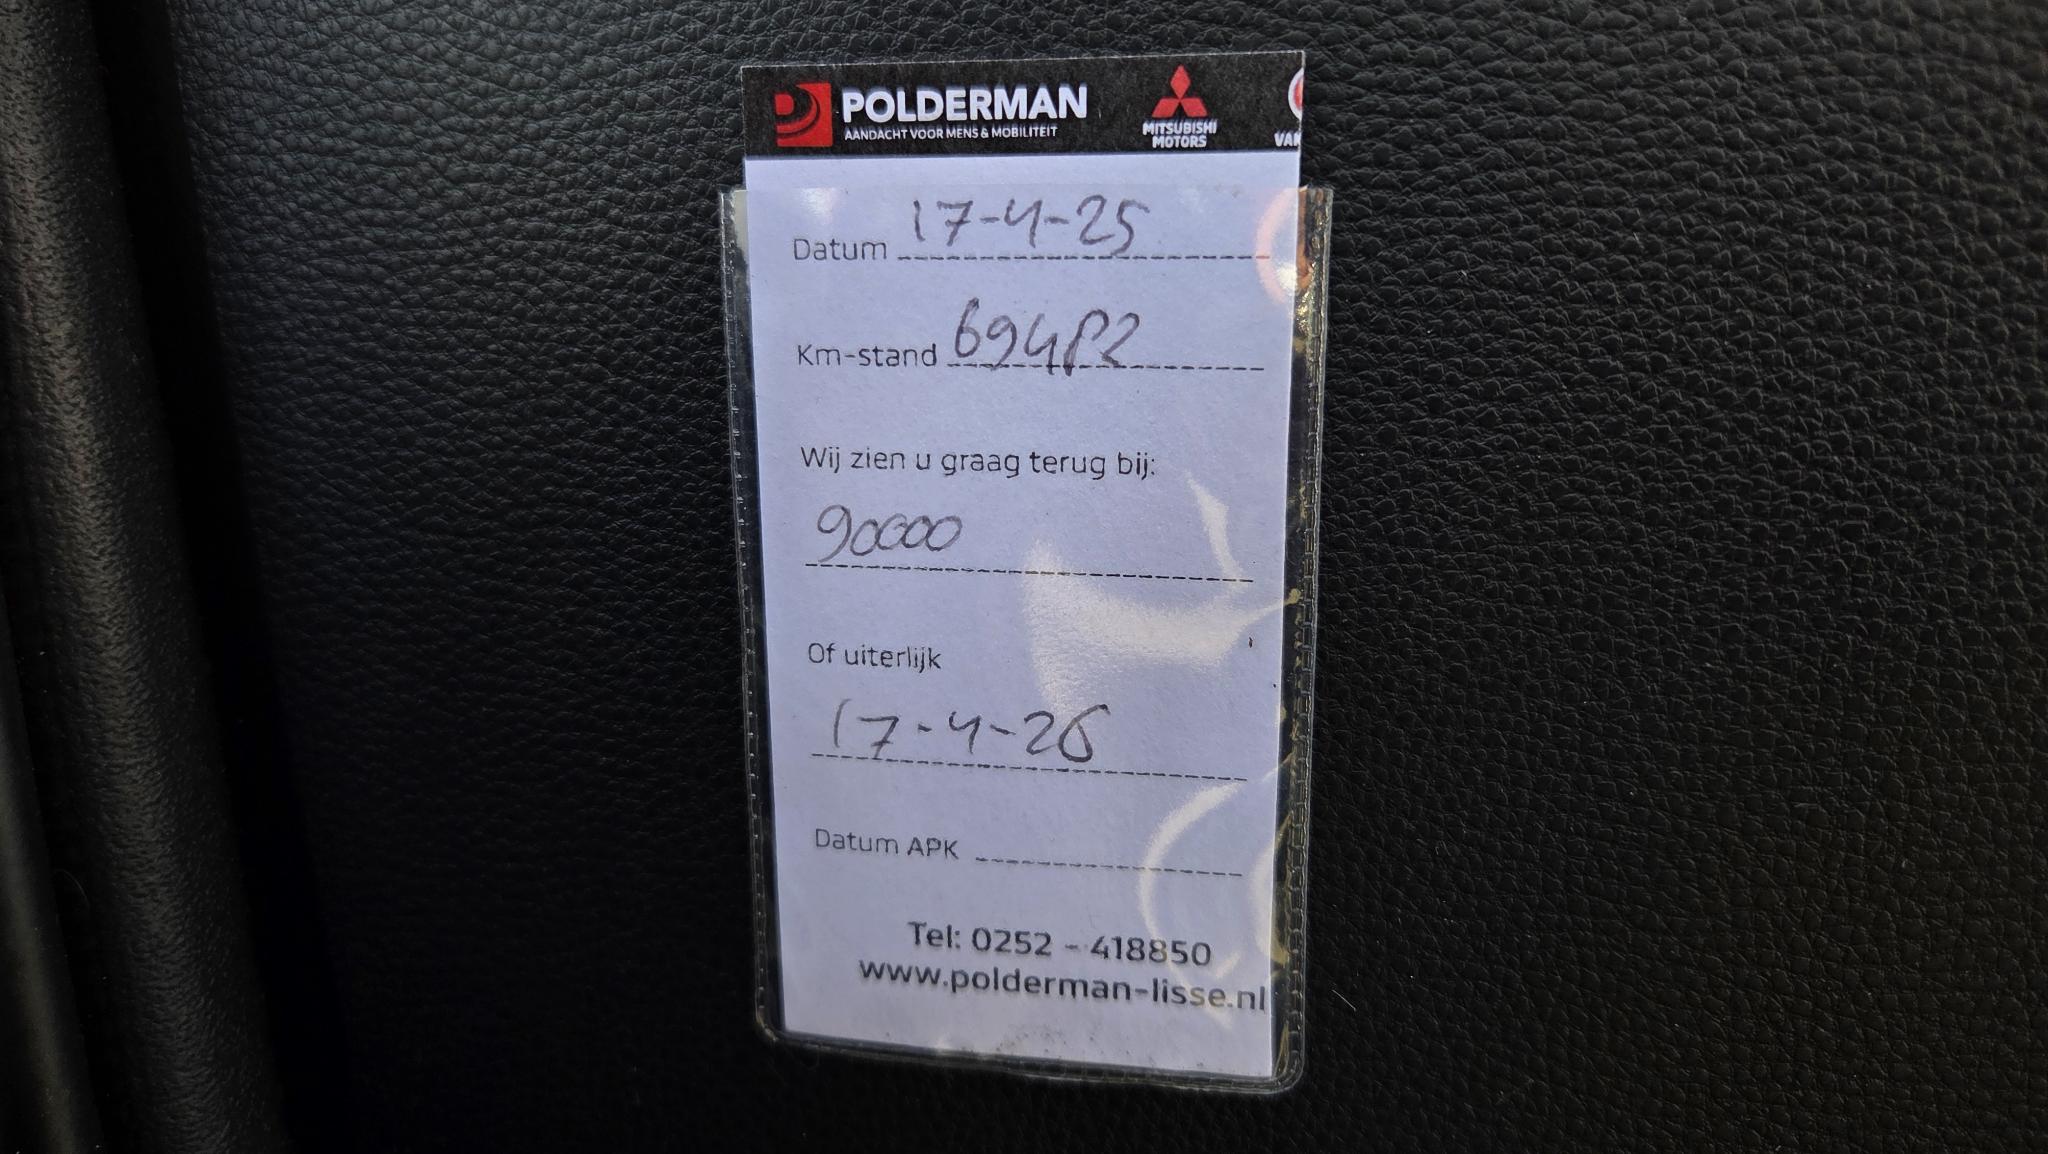 POLDERMAN
AANDACHT VOOR MENS & MOBILITEIT
MITSUBISHI
MOTORS
VAN
Datum 17-4-25
Km-stand 69482
Wij zien u graag terug bij:
90000
Of uiterlijk
17-4-26
Datum APK
Tel: 0252 - 418850
www.polderman-lisse.nl